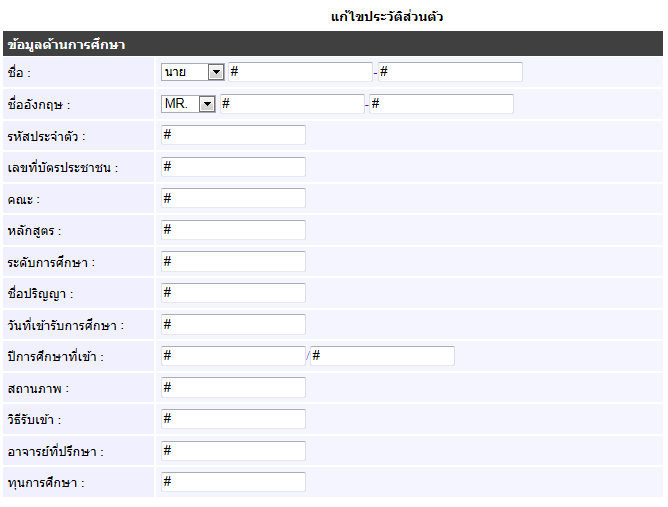 แก้ไขประวัติส่วนตัว
ข้อมูลด้านการศึกษา
ชื่อ : นาย # - #
ชื่ออังกฤษ : MR. # - #
รหัสประจำตัว : #
เลขที่บัตรประชาชน : #
คณะ : #
หลักสูตร : #
ระดับการศึกษา : #
ชื่อปริญญา : #
วันที่เข้ารับการศึกษา : #
ปีการศึกษาที่เข้า : # / #
สถานภาพ : #
วิธีรับเข้า : #
อาจารย์ที่ปรึกษา : #
ทุนการศึกษา : #